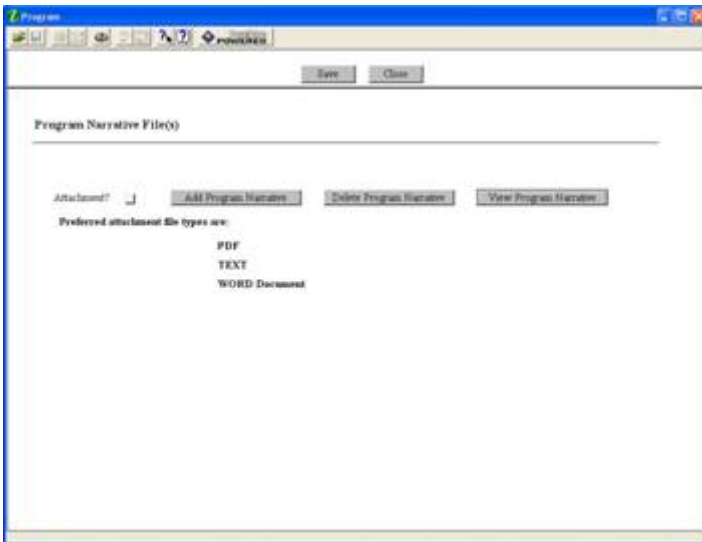 Program
POWERED
Save Close
Program Narrative File(s)
Attachment? Add Program Narrative Delete Program Narrative View Program Narrative
Preferred attachment file types are:
PDF
TEXT
WORD Document